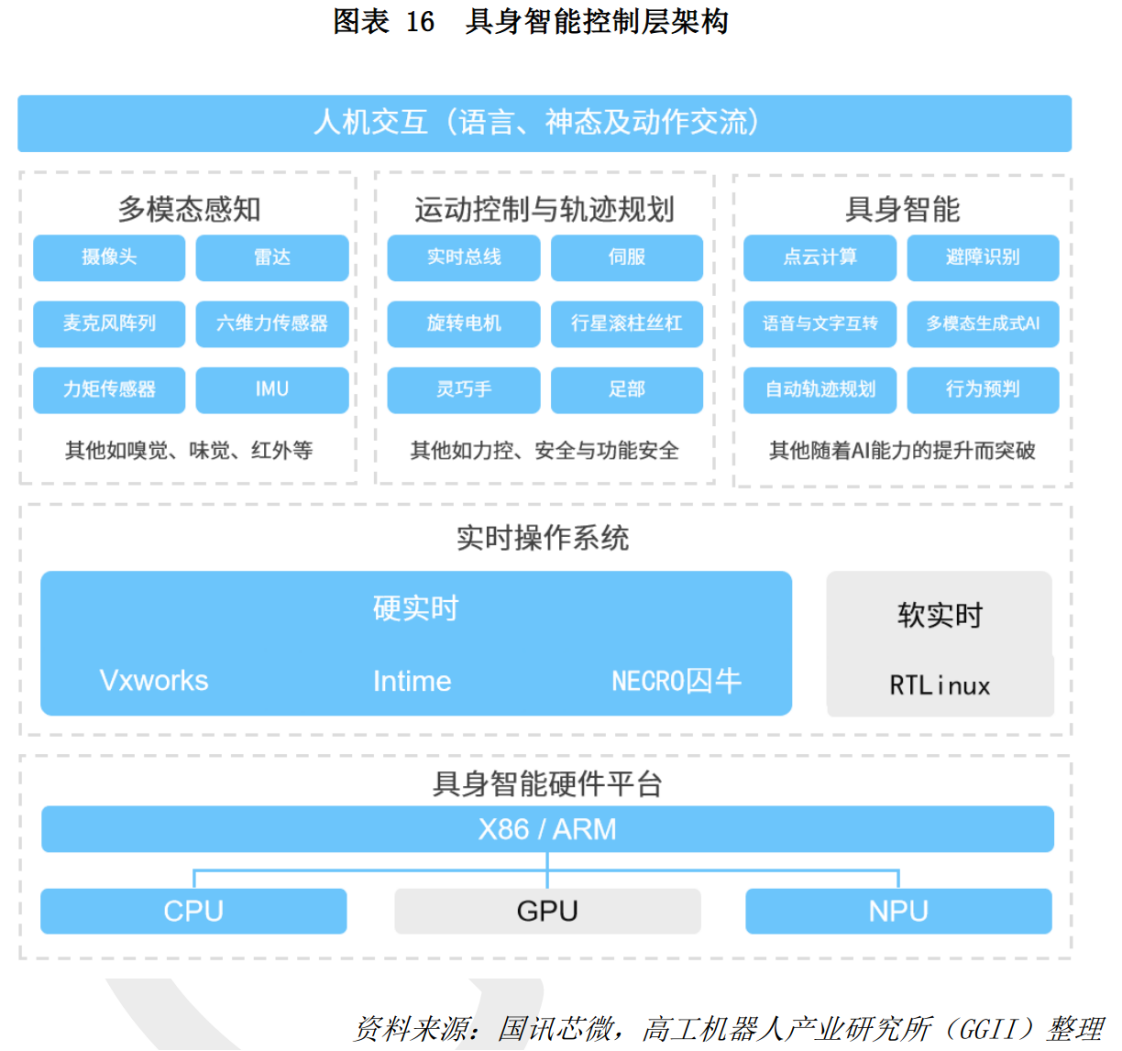 图表 16 具身智能控制层架构
人机交互（语言、神态及动作交流）
多模态感知
摄像头
雷达
麦克风阵列
六维力传感器
力矩传感器
IMU
其他如嗅觉、味觉、红外等
运动控制与轨迹规划
实时总线
伺服
旋转电机
行星滚柱丝杠
灵巧手
足部
其他如力控、安全与功能安全
具身智能
点云计算
避障识别
语音与文字互转
多模态生成式AI
自动轨迹规划
行为预判
其他随着AI能力的提升而突破
实时操作系统
硬实时
Vxworks
Intime
NECRO囚牛
软实时
RTLinux
具身智能硬件平台
X86 / ARM
CPU
GPU
NPU
资料来源：国讯芯微，高工机器人产业研究所（GGII）整理